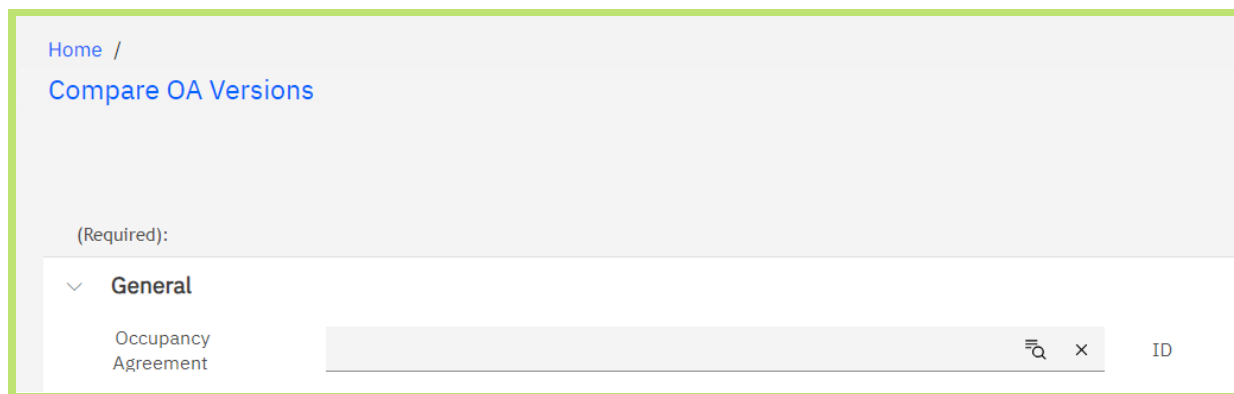 Home /
Compare OA Versions
(Required):
General
Occupancy
Agreement
ID